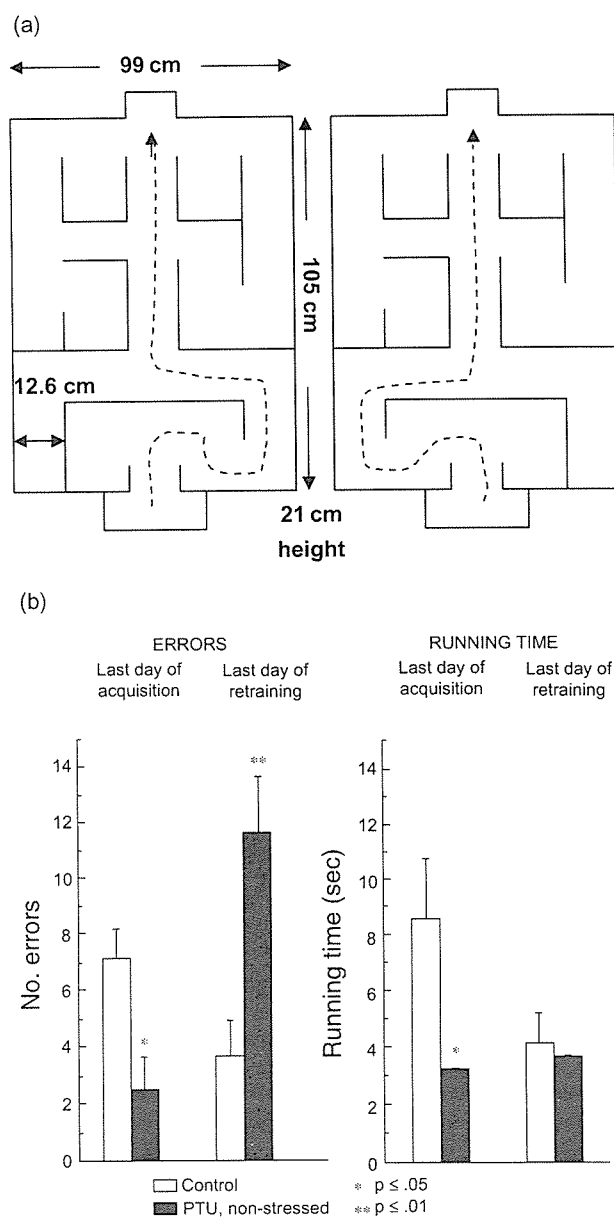 (a)
99 cm
105 cm
12.6 cm
21 cm
height
(b)
ERRORS
Last day of
acquisition
Last day of
retraining
**
*
No. errors
14
12
10
8
6
4
2
0
RUNNING TIME
Last day of
acquisition
Last day of
retraining
*
Running time (sec)
14
12
10
8
6
4
2
0
Control
PTU, non-stressed
* p ≤ .05
** p ≤ .01